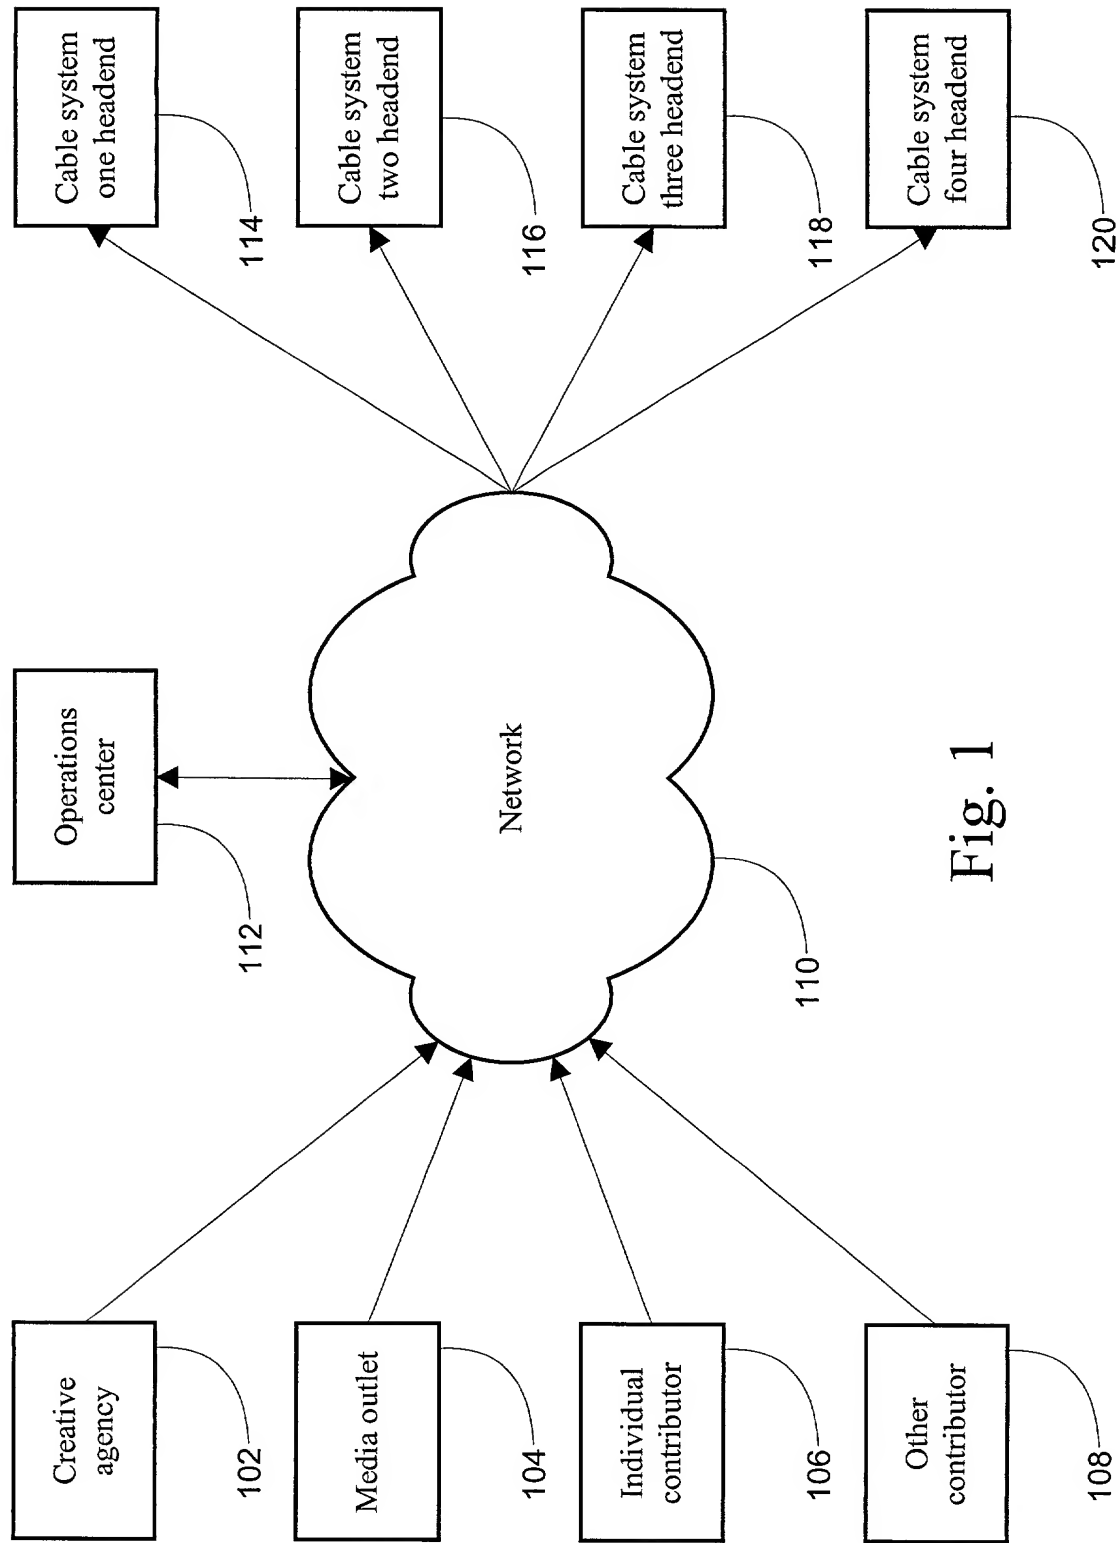 Creative
agency
102
Media outlet
104
Individual
contributor
106
Other
contributor
108
Operations
center
112
Network
110
Cable system
one headend
114
Cable system
two headend
116
Cable system
three headend
118
Cable system
four headend
120
Fig. 1